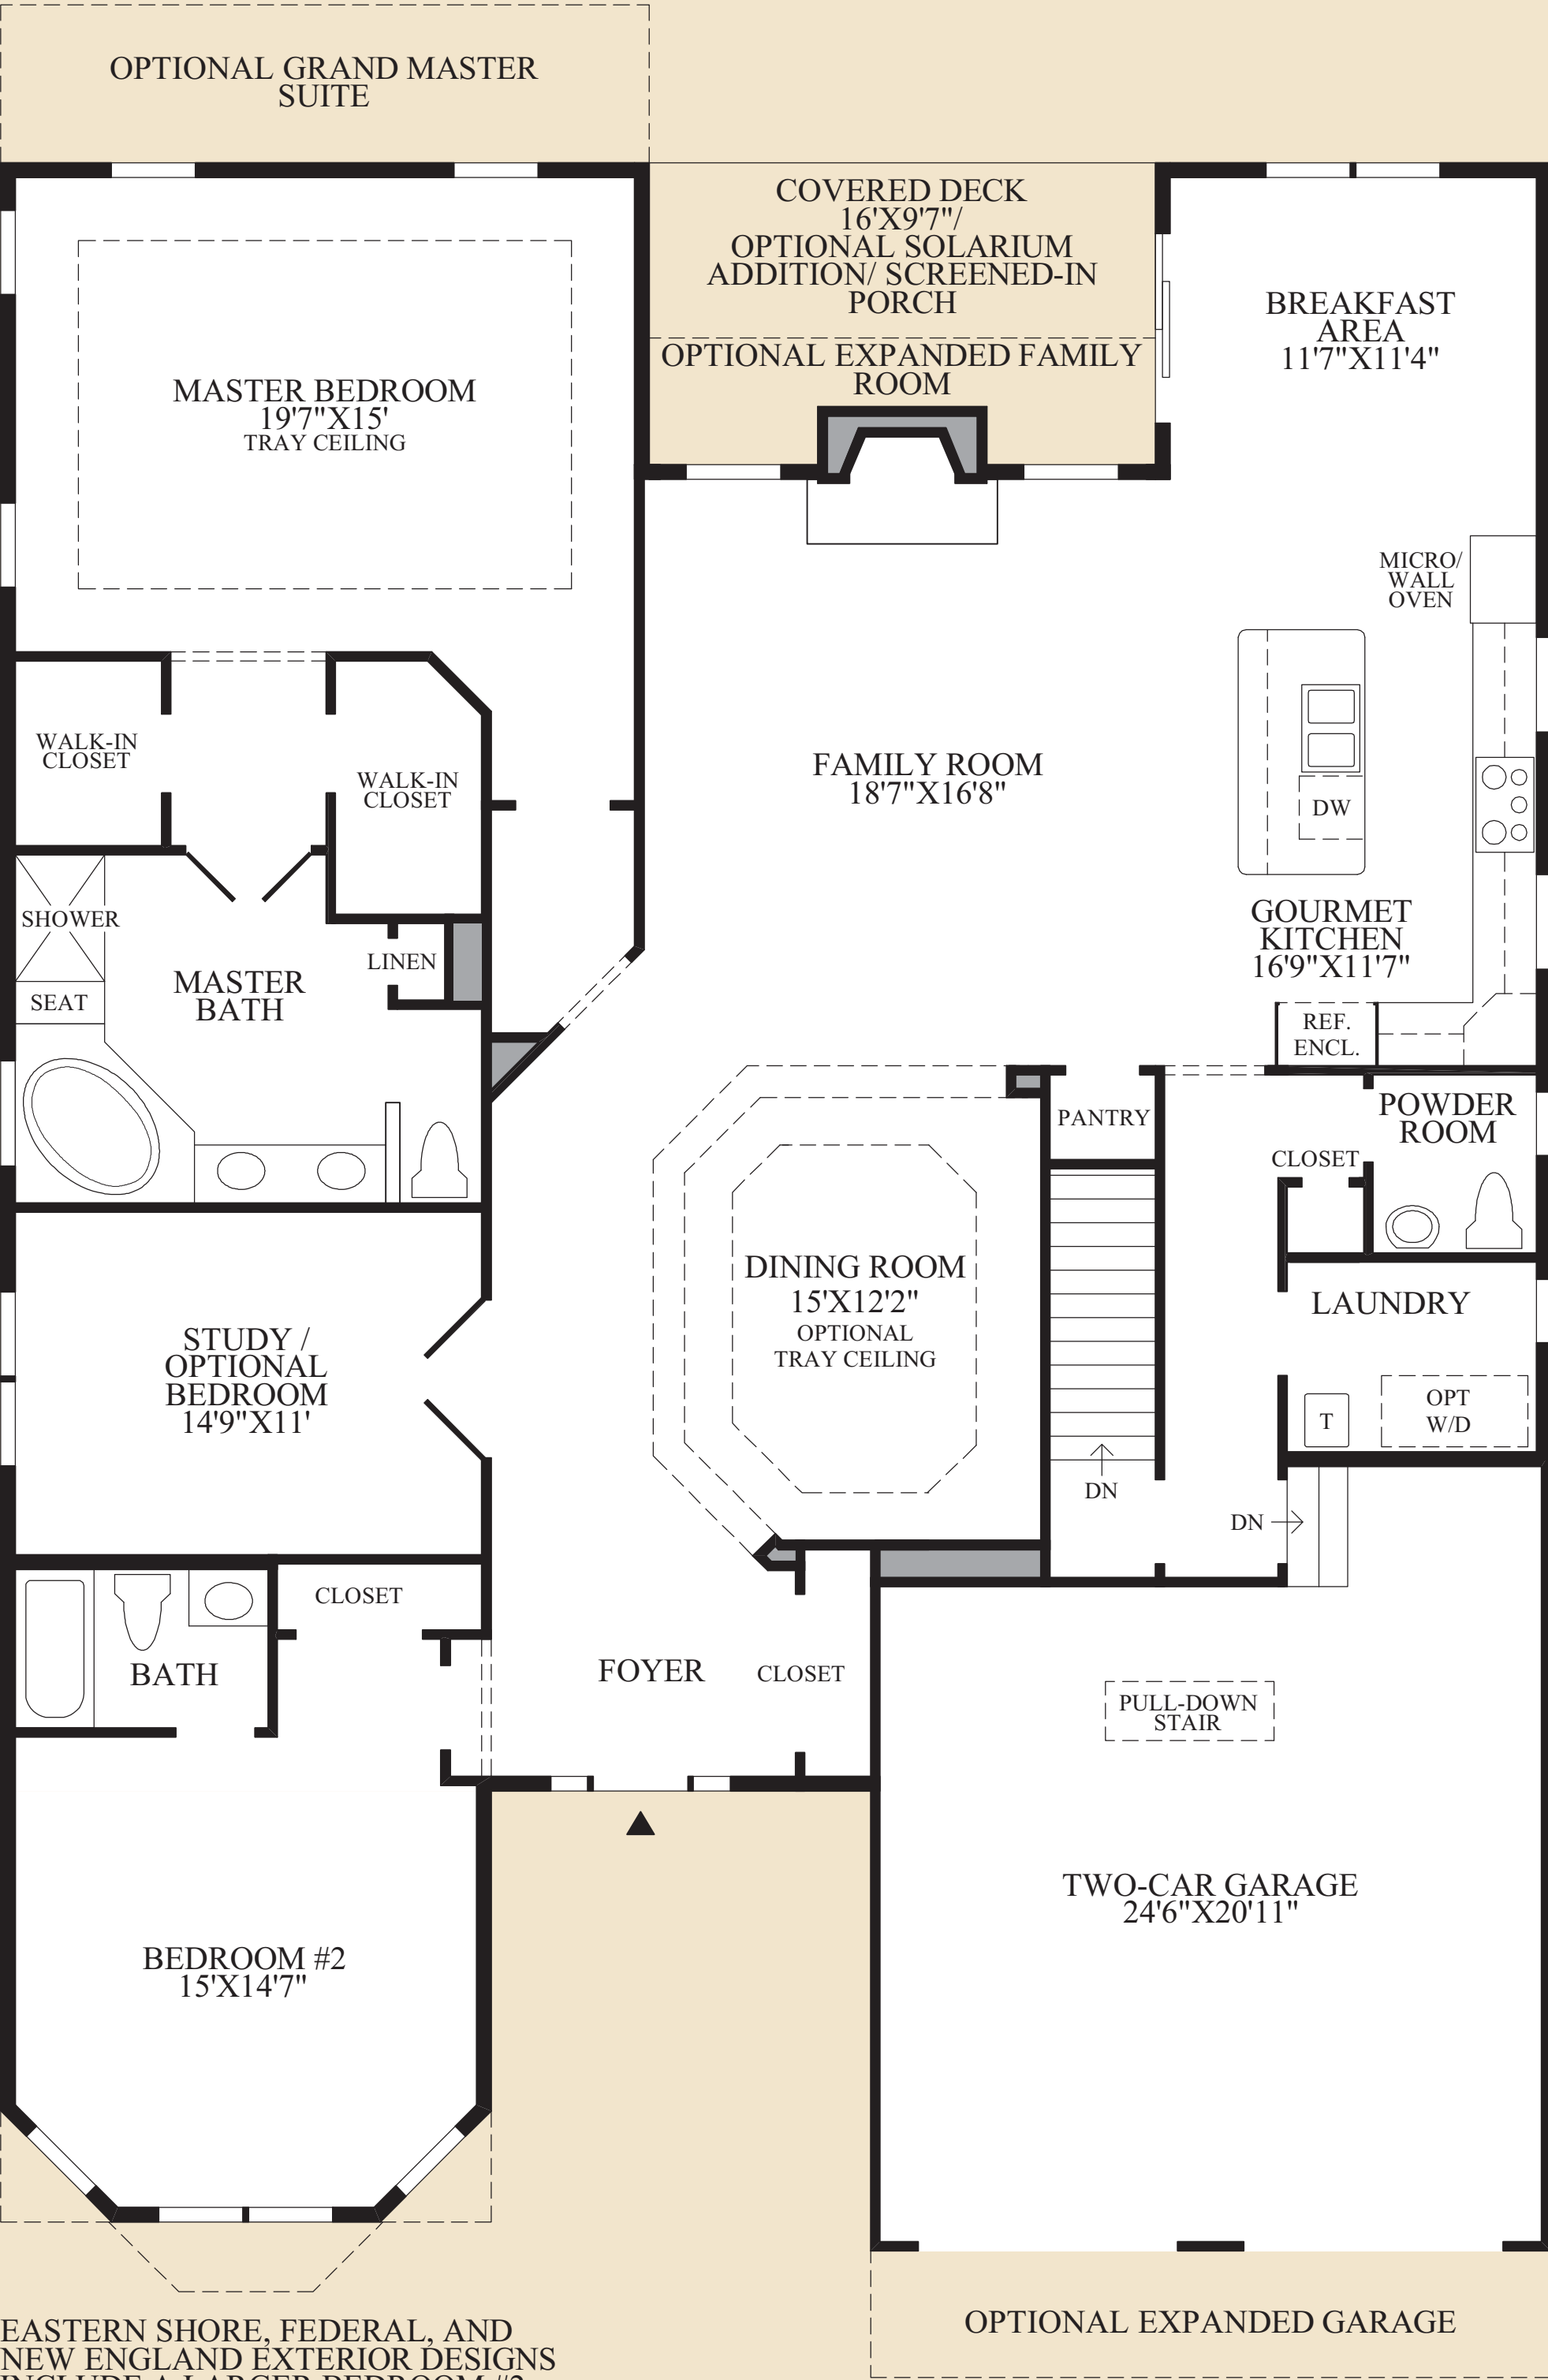 OPTIONAL GRAND MASTER
SUITE
COVERED DECK
16'X9'7"/
OPTIONAL SOLARIUM
ADDITION/ SCREENED-IN
PORCH
OPTIONAL EXPANDED FAMILY
ROOM
BREAKFAST
AREA
11'7"X11'4"
MASTER BEDROOM
19'7"X15'
TRAY CEILING
MICRO/
WALL
OVEN
WALK-IN
CLOSET
WALK-IN
CLOSET
FAMILY ROOM
18'7"X16'8"
DW
GOURMET
KITCHEN
16'9"X11'7"
REF.
ENCL.
SHOWER
SEAT
MASTER
BATH
LINEN
PANTRY
POWDER
ROOM
CLOSET
DINING ROOM
15'X12'2"
OPTIONAL
TRAY CEILING
LAUNDRY
OPT
W/D
T
STUDY /
OPTIONAL
BEDROOM
14'9"X11'
DN
DN
CLOSET
BATH
FOYER
CLOSET
PULL-DOWN
STAIR
TWO-CAR GARAGE
24'6"X20'11"
BEDROOM #2
15'X14'7"
OPTIONAL EXPANDED GARAGE
EASTERN SHORE, FEDERAL, AND
NEW ENGLAND EXTERIOR DESIGNS
INCLUDE A LARGER BEDROOM #2